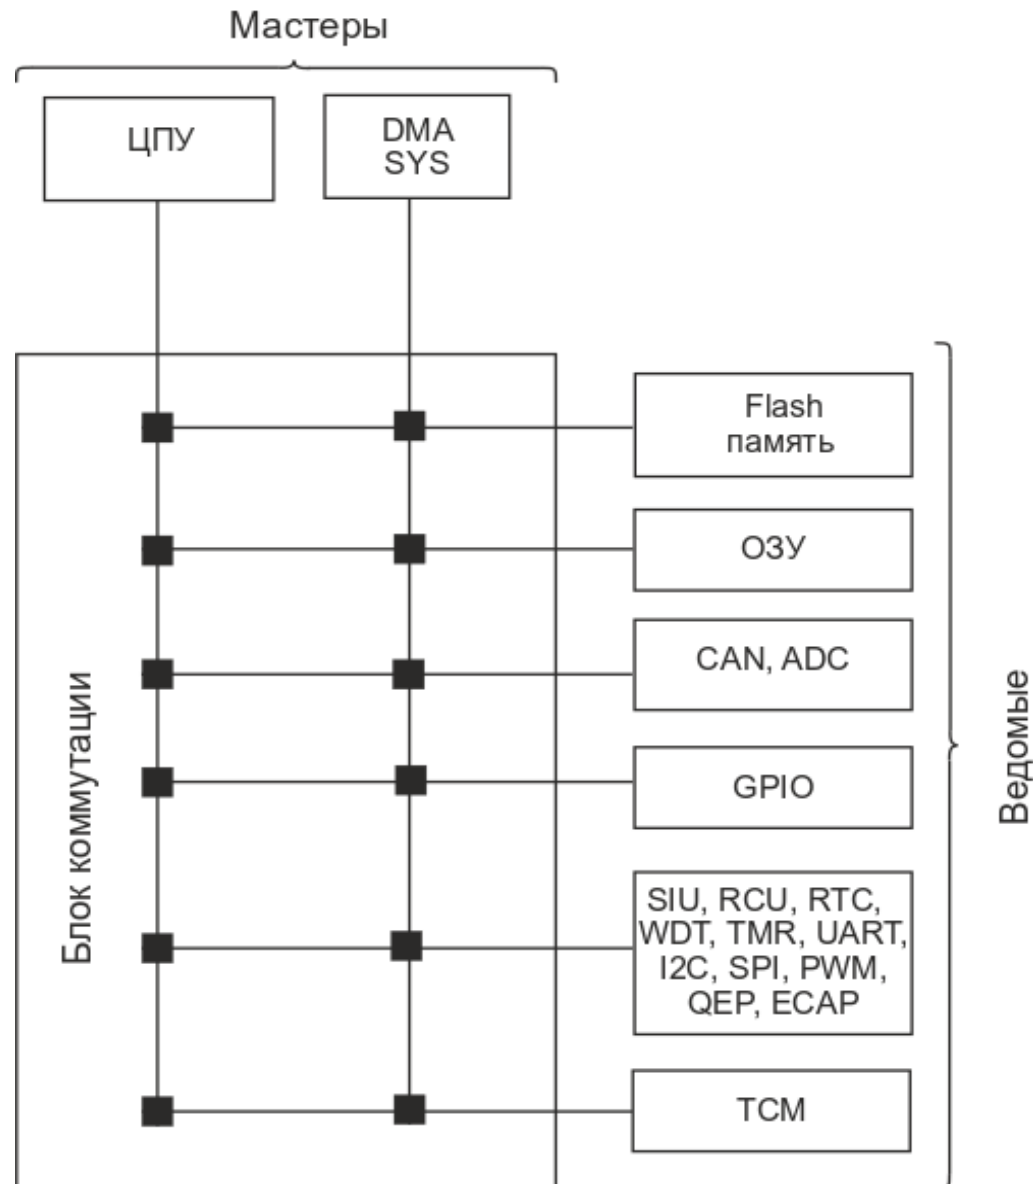 Мастеры
ЦПУ
DMA
SYS
Flash
память
ОЗУ
CAN, ADC
GPIO
SIU, RCU, RTC,
WDT, TMR, UART,
I2C, SPI, PWM,
QEP, ECAP
TCM
Блок коммутации
Ведомые